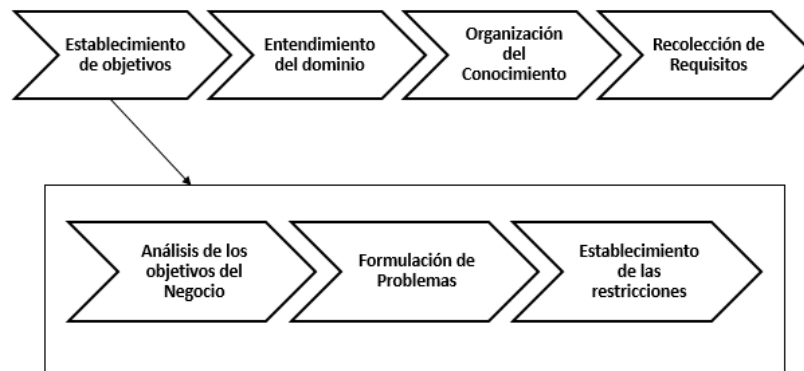 Establecimiento
de objetivos
Entendimiento
del dominio
Organización
del
Conocimiento
Recolección de
Requisitos
Análisis de los
objetivos del
Negocio
Formulación de
Problemas
Establecimiento
de las
restricciones